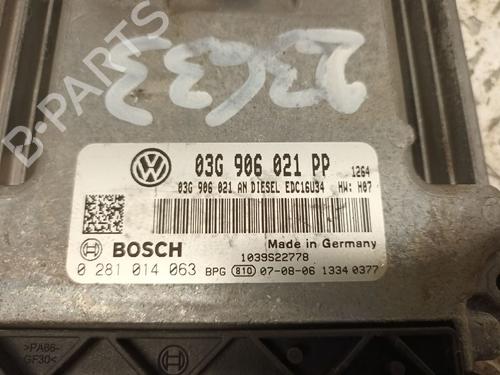 B-PARTS
03G 906 021 PP 1264
03G 906 021 AN DIESEL EDC16U34 HW: H07
BOSCH
Made in Germany
1039S22778
0 281 014 063 BPG 810 07-08-06 1334 0377
>PA66-
GF30<